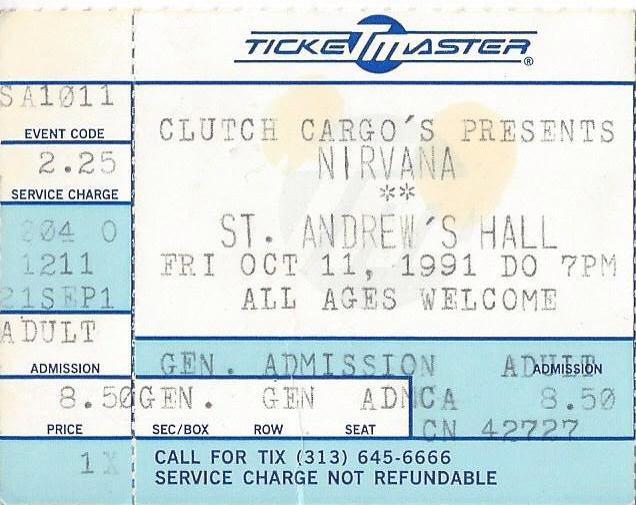 TICKETMASTER®
SA1011
EVENT CODE
2.25
SERVICE CHARGE
004 0
1211
21SEP1
ADULT
ADMISSION
8.50
PRICE
1X
CLUTCH CARGO'S PRESENTS
NIRVANA
**
ST. ANDREW'S HALL
FRI OCT 11, 1991 DO 7PM
ALL AGES WELCOME
GEN. ADMISSION ADULT
ADMISSION
GEN. GEN ADM CA 8.50
SEC/BOX ROW SEAT
CN 42727
CALL FOR TIX (313) 645-6666
SERVICE CHARGE NOT REFUNDABLE